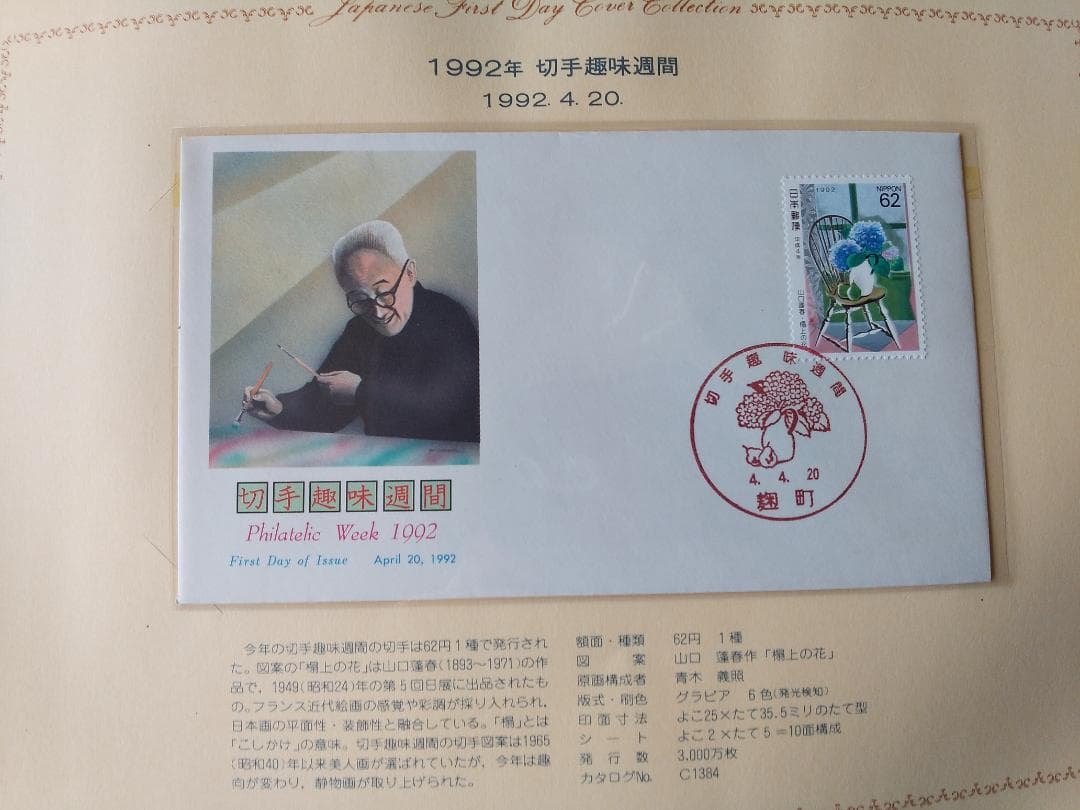 Japanese First Day Cover Collection
1992年 切手趣味週間
1992. 4. 20.
1992
NIPPON
62
日本郵便
平成4年
山口蓬春・榻上の花
切手趣味週間
4. 4. 20
麹町
切手趣味週間
Philatelic Week 1992
First Day of Issue April 20, 1992
今年の切手趣味週間の切手は62円1種で発行され
た。図案の「榻上の花」は山口蓬春(1893〜1971)の作
品で、1949(昭和24)年の第5回日展に出品されたも
の。フランス近代絵画の感覚や彩調が採り入れられ、
日本画の平面性・装飾性と融合している。「榻」とは
「こしかけ」の意味。切手趣味週間の切手図案は1965
(昭和40)年以来美人画が選ばれていたが、今年は趣
向が変わり、静物画が取り上げられた。
額面・種類 62円 1種
図案 山口 蓬春作「榻上の花」
原画構成者 青木 義照
版式・刷色 グラビア 6色(発光検知)
印面寸法 よこ25×たて35.5ミリのたて型
シート よこ2×たて5=10面構成
発行数 3,000万枚
カタログNo. C1384